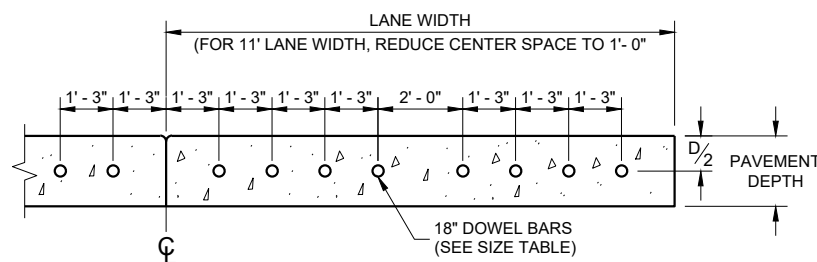 LANE WIDTH
(FOR 11' LANE WIDTH, REDUCE CENTER SPACE TO 1'- 0"
1' - 3" 1' - 3" 1' - 3" 1' - 3" 1' - 3" 1' - 3" 2' - 0" 1' - 3" 1' - 3" 1' - 3"
D/2
PAVEMENT
DEPTH
18" DOWEL BARS
(SEE SIZE TABLE)
℄